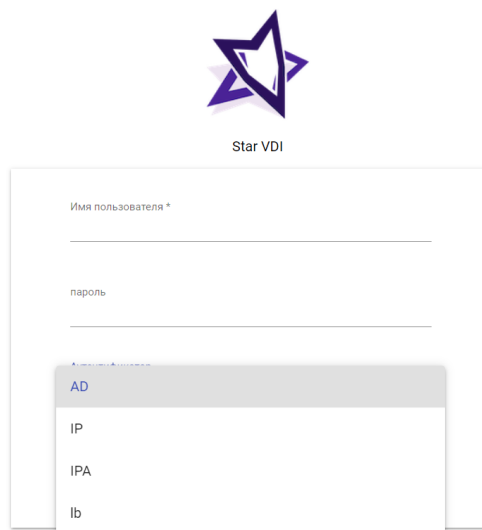 Star VDI
Имя пользователя *
пароль
AD
IP
IPA
lb